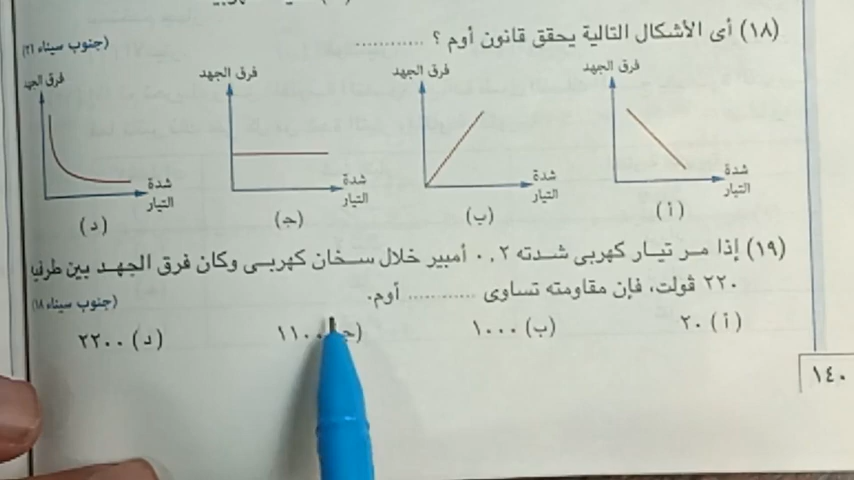 (١٨) أى الأشكال التالية يحقق قانون أوم ؟ ............ (جنوب سيناء ٢١)
فرق الجهد فرق الجهد فرق الجهد فرق الجهد
شدة التيار شدة التيار شدة التيار شدة التيار
(أ) (ب) (ج) (د)
(١٩) إذا مر تيار كهربى شدته ٠,٢ أمبير خلال سخان كهربى وكان فرق الجهد بين طرفيه
٢٢٠ ڤولت، فإن مقاومته تساوى ............ أوم. (جنوب سيناء ١٨)
(أ) ٢٠ (ب) ١٠٠٠ (ج) ١١٠٠ (د) ٢٢٠٠
١٤٠